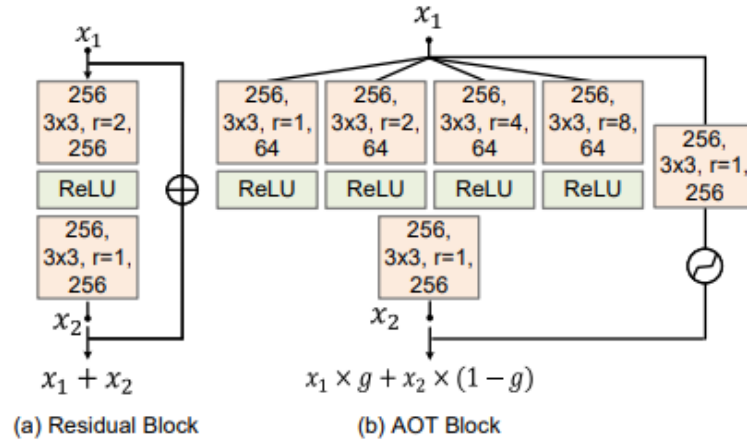 x₁
256
3x3, r=2,
256
ReLU
256,
3x3, r=1,
256
x₂
x₁ + x₂
(a) Residual Block
x₁
256,
3x3, r=1,
64
256,
3x3, r=2,
64
256,
3x3, r=4,
64
256,
3x3, r=8,
64
256,
3x3, r=1,
256
ReLU
ReLU
ReLU
ReLU
256,
3x3, r=1,
256
x₂
x₁ × g + x₂ × (1 − g)
(b) AOT Block